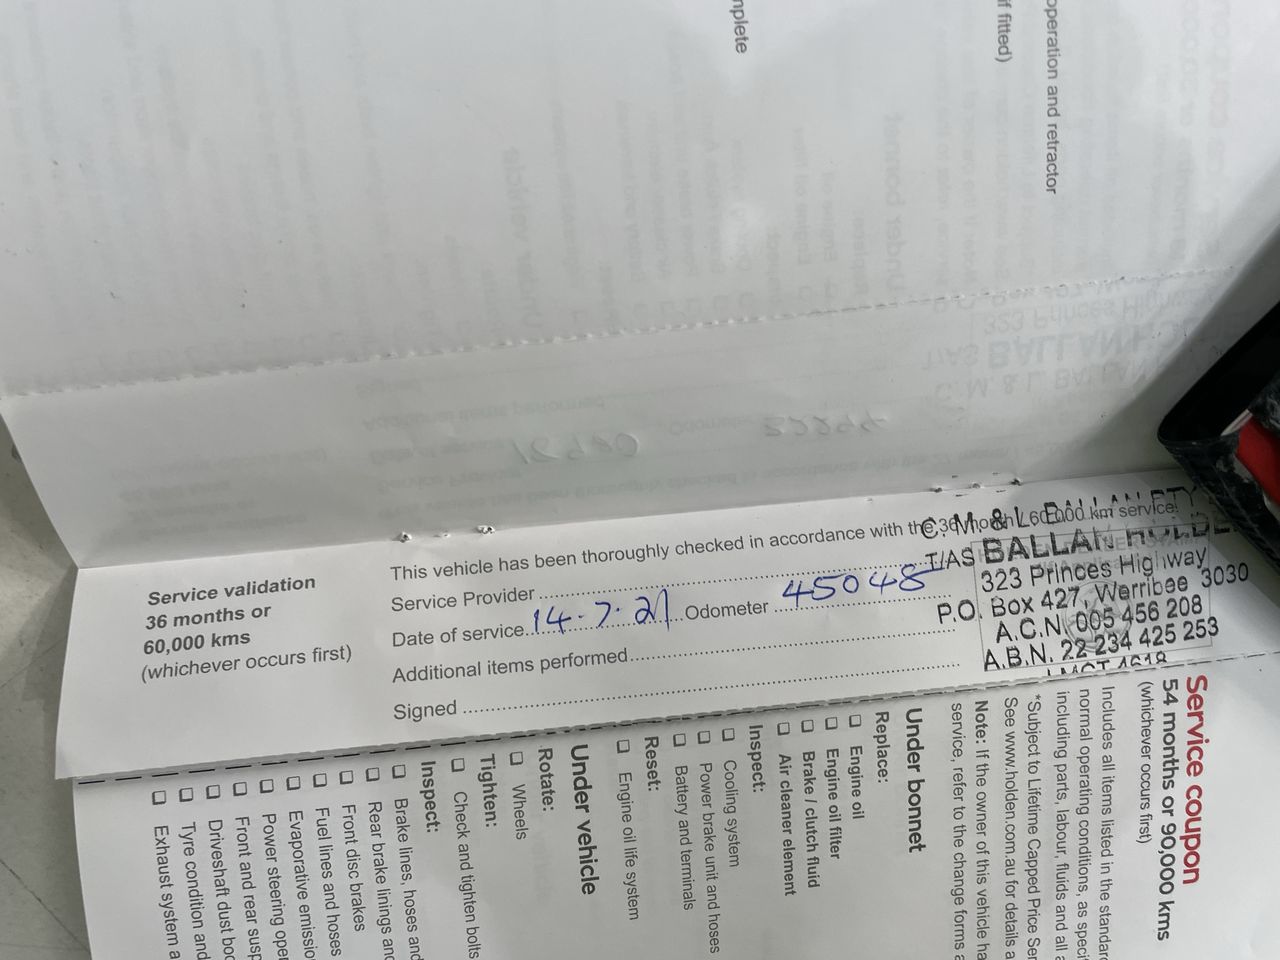 nplete
if fitted)
operation and retractor
Service validation
36 months or
60,000 kms
(whichever occurs first)
This vehicle has been thoroughly checked in accordance with the 36 month / 60,000 km service.
Service Provider
Date of service 14-7-21 Odometer 45048
Additional items performed
Signed
C. M. & L. BALLAN PTY
T/AS BALLAN HOLDE
323 Princes Highway
P.O. Box 427, Werribee 3030
A.C.N. 005 456 208
A.B.N. 22 234 425 253
LMCT 4618
Service coupon
54 months or 90,000 kms
(whichever occurs first)
Includes all items listed in the standar
normal operating conditions, as specif
including parts, labour, fluids and all a
*Subject to Lifetime Capped Price Ser
See www.holden.com.au for details a
Note: If the owner of this vehicle ha
service, refer to the change forms a
Under bonnet
Replace:
Engine oil
Engine oil filter
Brake / clutch fluid
Air cleaner element
Inspect:
Cooling system
Power brake unit and hoses
Battery and terminals
Reset:
Engine oil life system
Under vehicle
Rotate:
Wheels
Tighten:
Check and tighten bolts
Inspect:
Brake lines, hoses and
Rear brake linings and
Front disc brakes
Fuel lines and hoses
Evaporative emissio
Power steering oper
Front and rear susp
Driveshaft dust boo
Tyre condition and
Exhaust system a